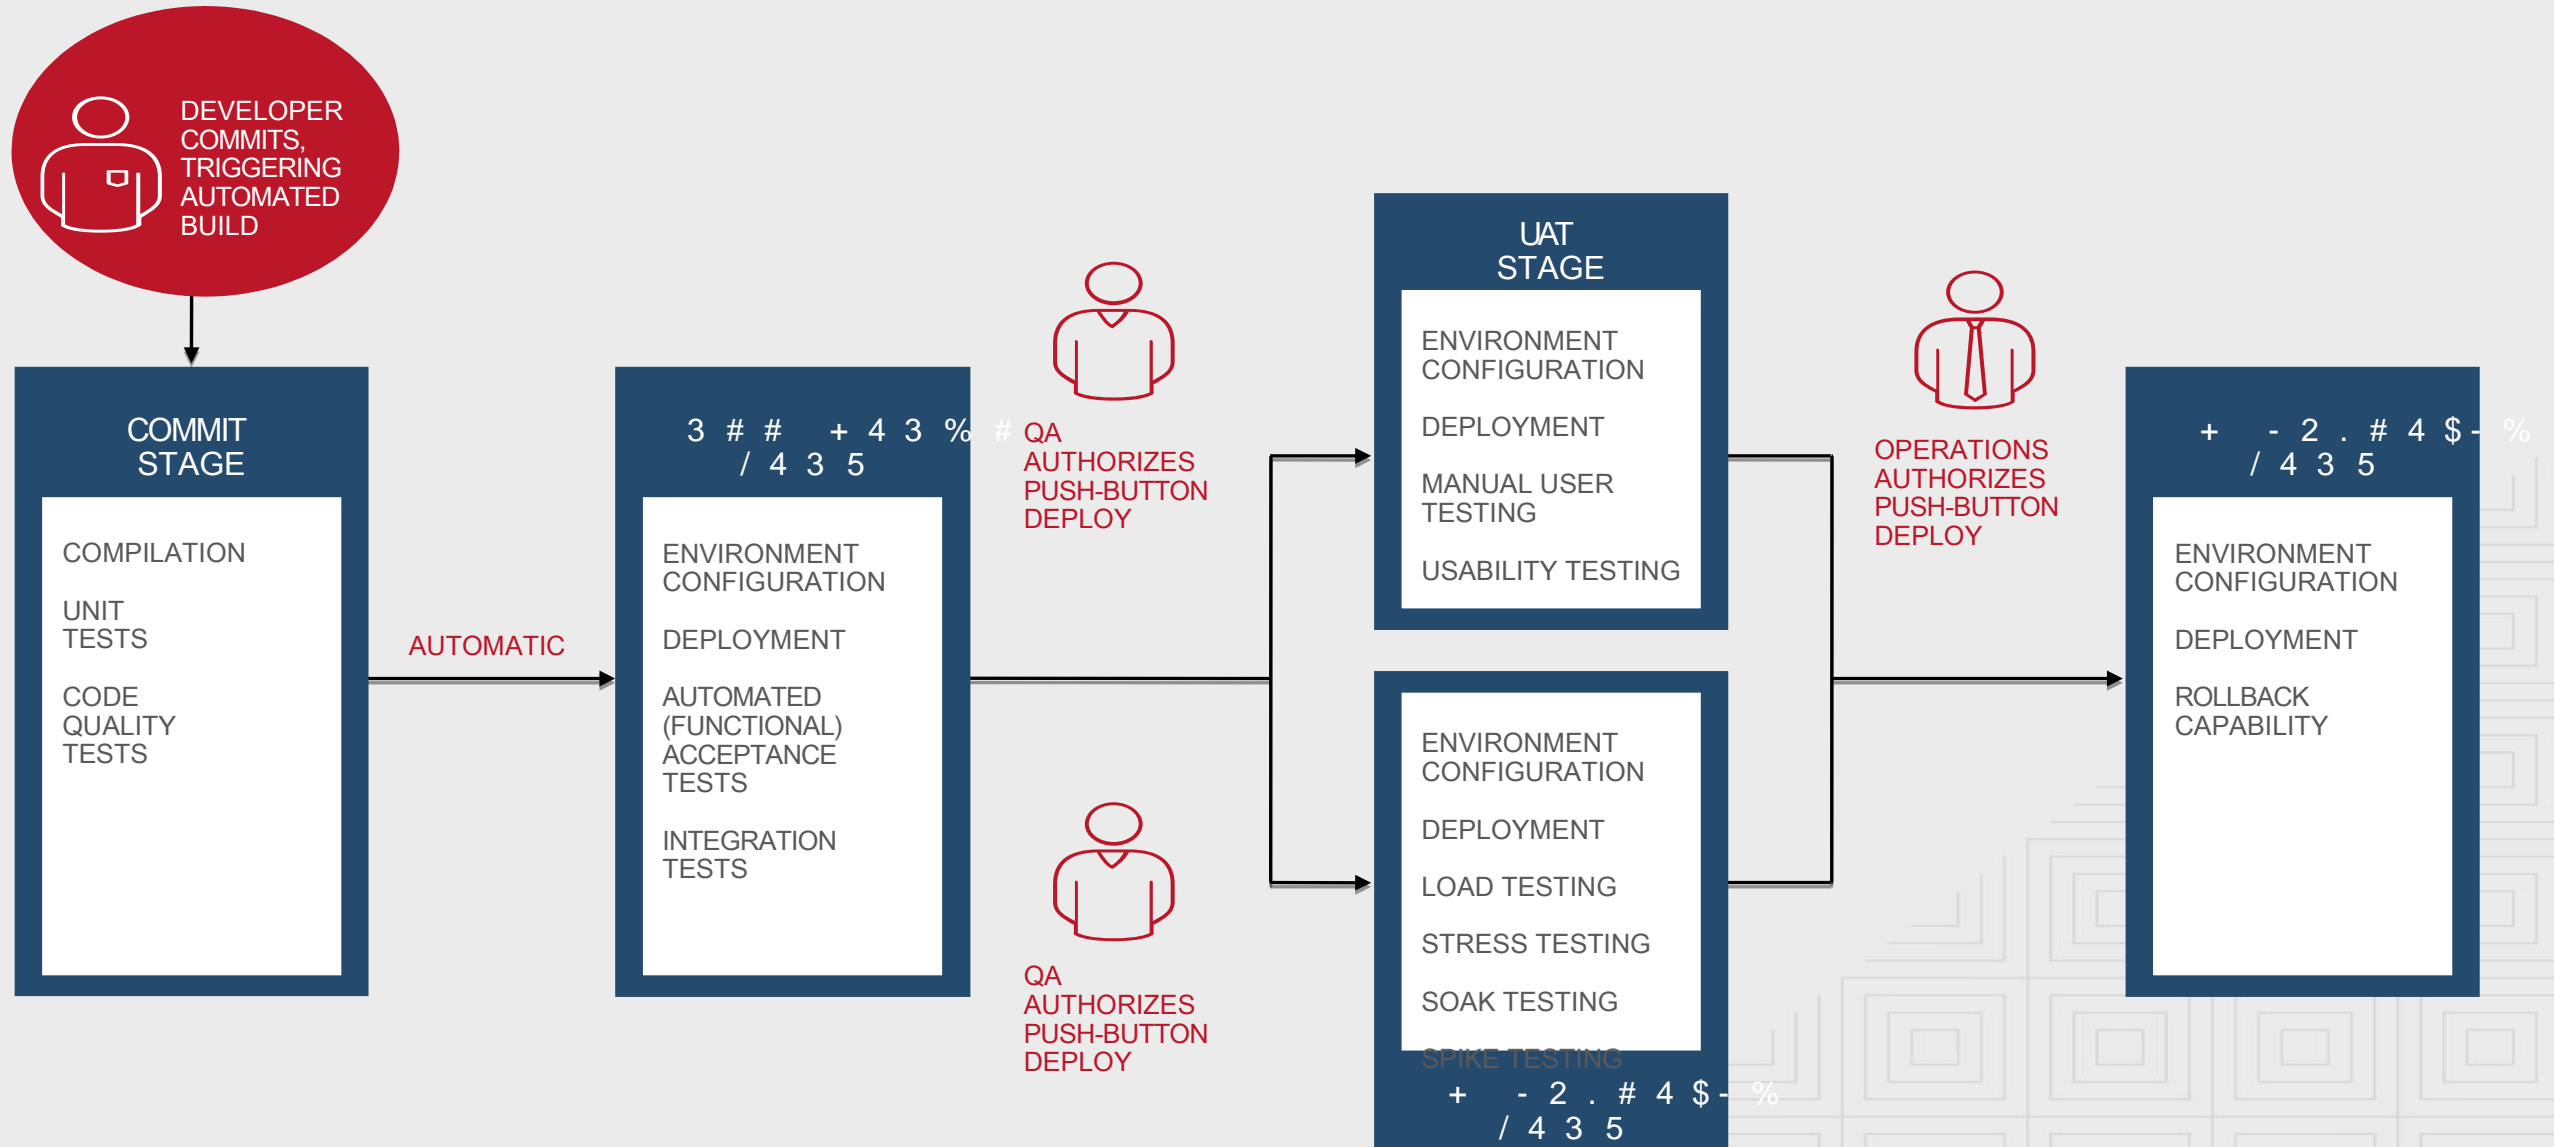 DEVELOPER
COMMITS,
TRIGGERING
AUTOMATED
BUILD
COMMIT
STAGE
COMPILATION
UNIT
TESTS
CODE
QUALITY
TESTS
AUTOMATIC
3 # # + 4 3 % #
/ 4 3 5
ENVIRONMENT
CONFIGURATION
DEPLOYMENT
AUTOMATED
(FUNCTIONAL)
ACCEPTANCE
TESTS
INTEGRATION
TESTS
QA
AUTHORIZES
PUSH-BUTTON
DEPLOY
QA
AUTHORIZES
PUSH-BUTTON
DEPLOY
UAT
STAGE
ENVIRONMENT
CONFIGURATION
DEPLOYMENT
MANUAL USER
TESTING
USABILITY TESTING
ENVIRONMENT
CONFIGURATION
DEPLOYMENT
LOAD TESTING
STRESS TESTING
SOAK TESTING
SPIKE TESTING
+ - 2 . # 4 $ - %
/ 4 3 5
OPERATIONS
AUTHORIZES
PUSH-BUTTON
DEPLOY
+ - 2 . # 4 $ - %
/ 4 3 5
ENVIRONMENT
CONFIGURATION
DEPLOYMENT
ROLLBACK
CAPABILITY